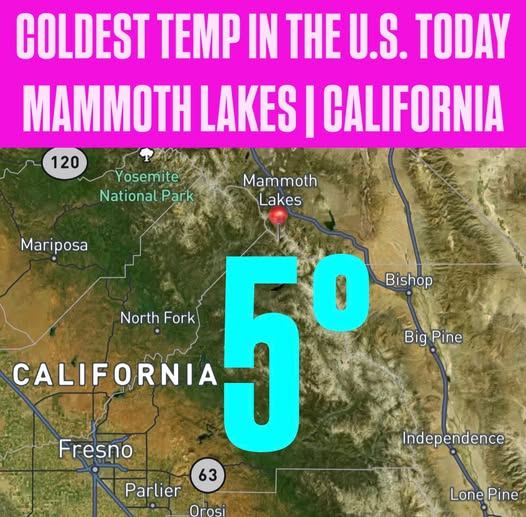 COLDEST TEMP IN THE U.S. TODAY
MAMMOTH LAKES | CALIFORNIA
120
Yosemite
National Park
Mammoth
Lakes
Mariposa
5°
Bishop
North Fork
Big Pine
CALIFORNIA
Independence
Fresno
63
Parlier
Lone Pine
Orosi